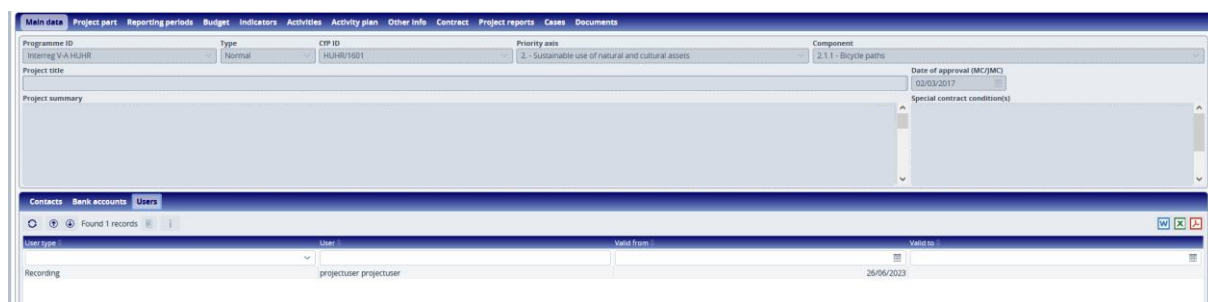 Main data Project part Reporting periods Budget Indicators Activities Activity plan Other info Contract Project reports Cases Documents
Programme ID Type CfP ID Priority axis Component
Interreg V-A HUHR Normal HUHR/1601 2. - Sustainable use of natural and cultural assets 2.1.1 - Bicycle paths
Project title Date of approval (MC/JMC)
02/03/2017
Project summary Special contract condition(s)
Contacts Bank accounts Users
Found 1 records
User type User Valid from Valid to
Recording projectuser projectuser 26/06/2023